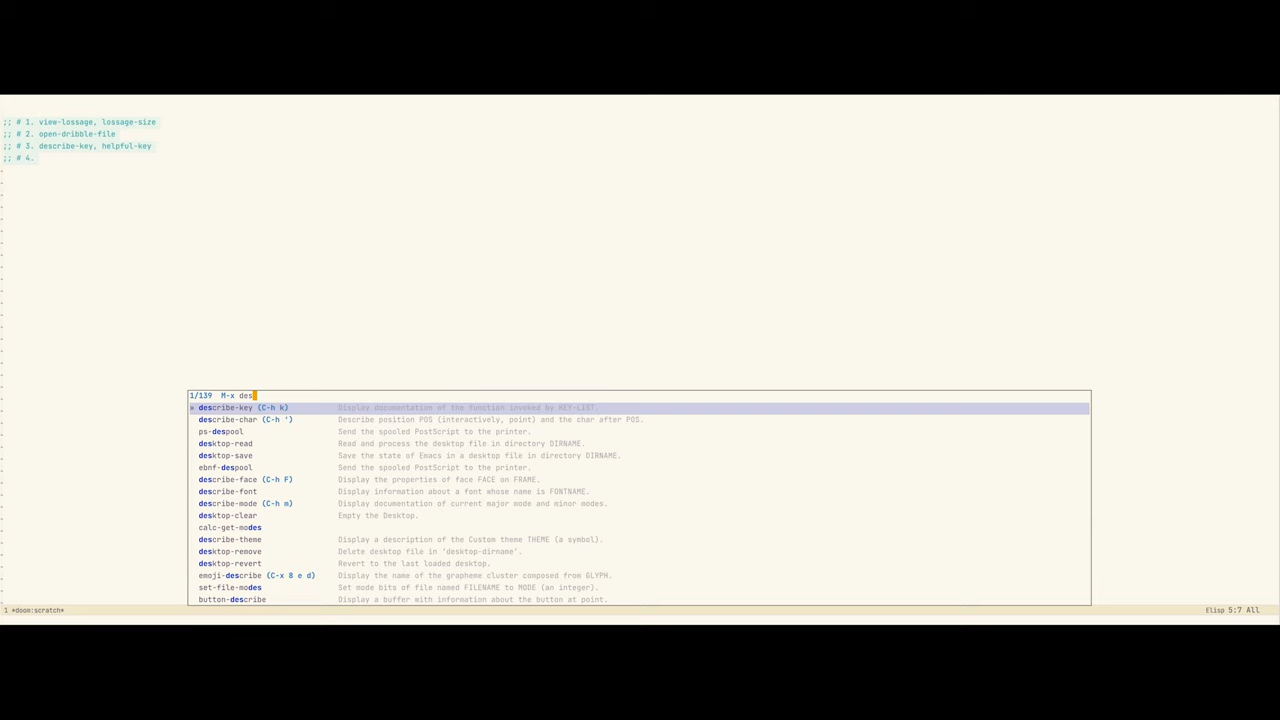 ;; # 1. view-lossage, lossage-size
;; # 2. open-dribble-file
;; # 3. describe-key, helpful-key
;; # 4.
1/139 M-x des
» describe-key (C-h k) Display documentation of the function invoked by KEY-LIST.
describe-char (C-h ') Describe position POS (interactively, point) and the char after POS.
ps-despool Send the spooled PostScript to the printer.
desktop-read Read and process the desktop file in directory DIRNAME.
desktop-save Save the state of Emacs in a desktop file in directory DIRNAME.
ebnf-despool Send the spooled PostScript to the printer.
describe-face (C-h F) Display the properties of face FACE on FRAME.
describe-font Display information about a font whose name is FONTNAME.
describe-mode (C-h m) Display documentation of current major mode and minor modes.
desktop-clear Empty the Desktop.
calc-get-modes
describe-theme Display a description of the Custom theme THEME (a symbol).
desktop-remove Delete desktop file in ‘desktop-dirname’.
desktop-revert Revert to the last loaded desktop.
emoji-describe (C-x 8 e d) Display the name of the grapheme cluster composed from GLYPH.
set-file-modes Set mode bits of file named FILENAME to MODE (an integer).
button-describe Display a buffer with information about the button at point.
1 *doom:scratch* Elisp 5:7 All